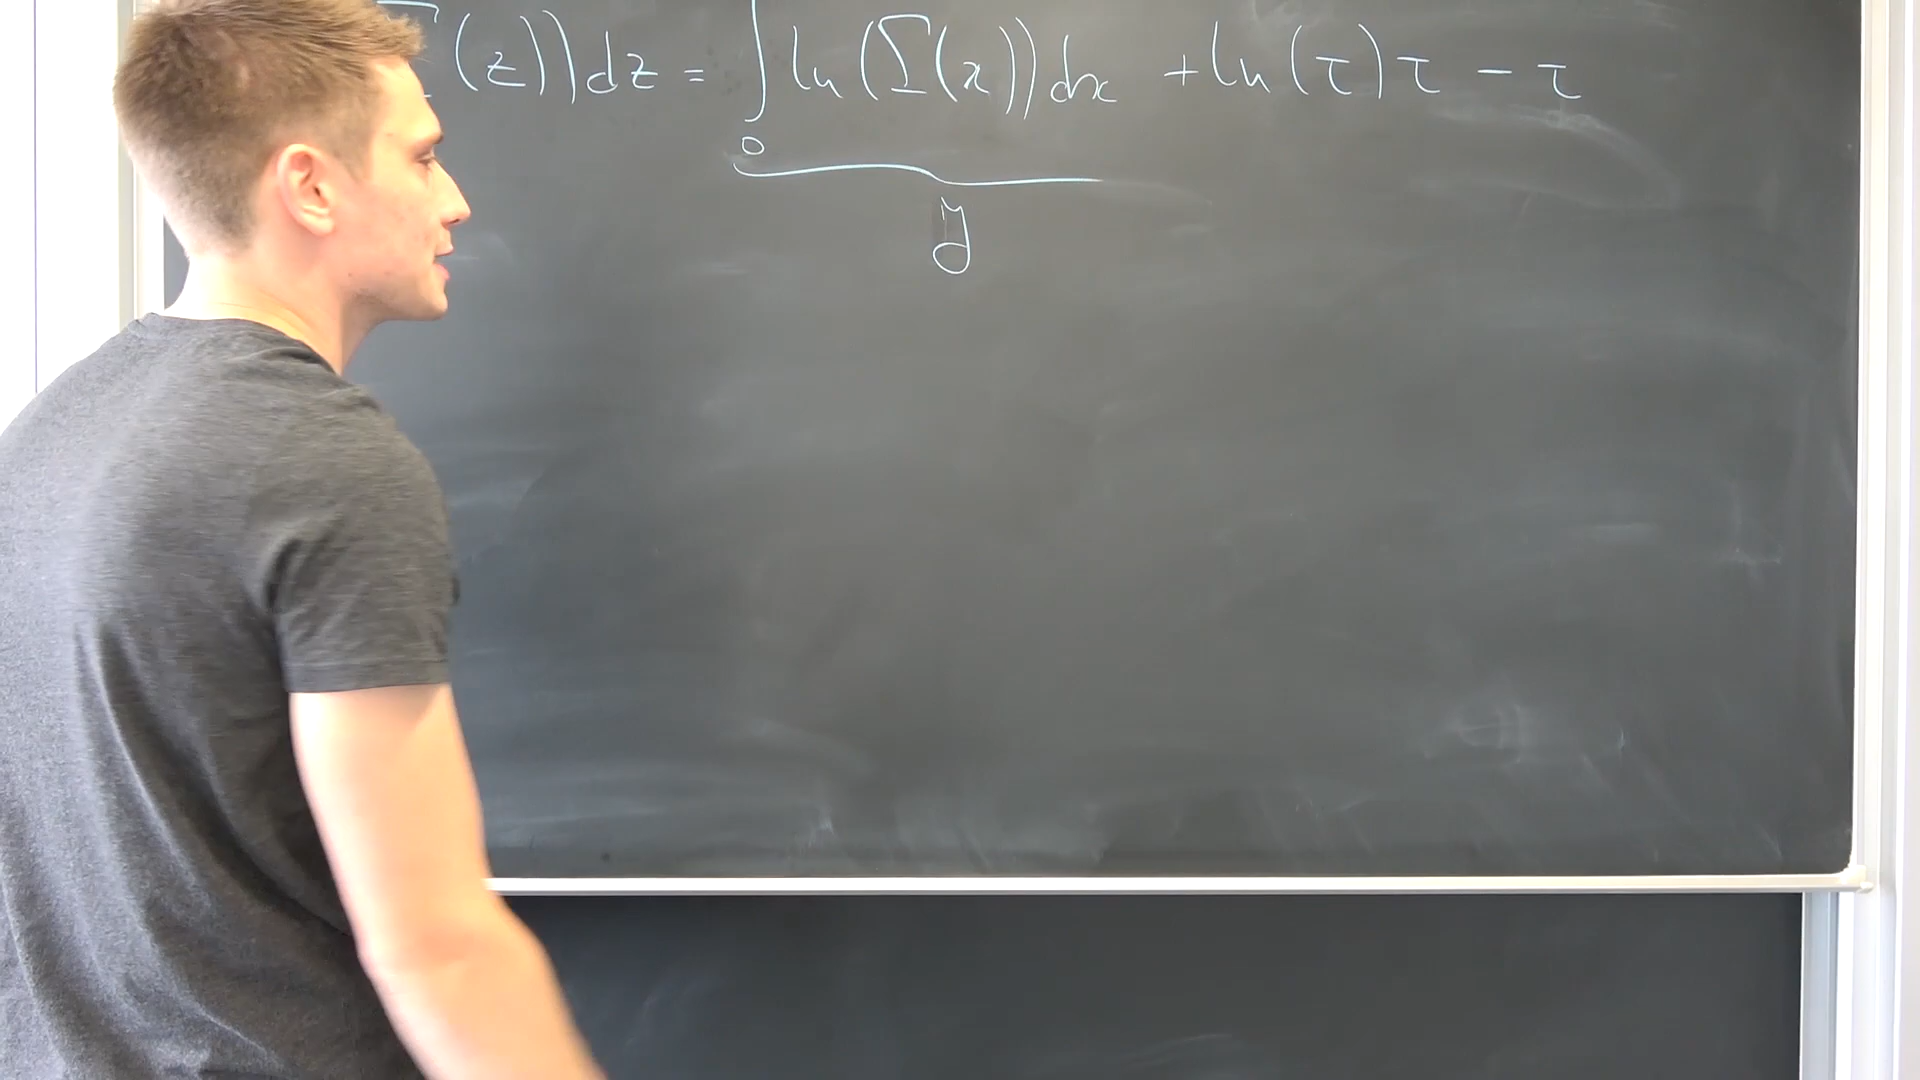 Γ(z))dz = ∫ ln(Γ(x))dx + ln(τ)τ - τ
0
y